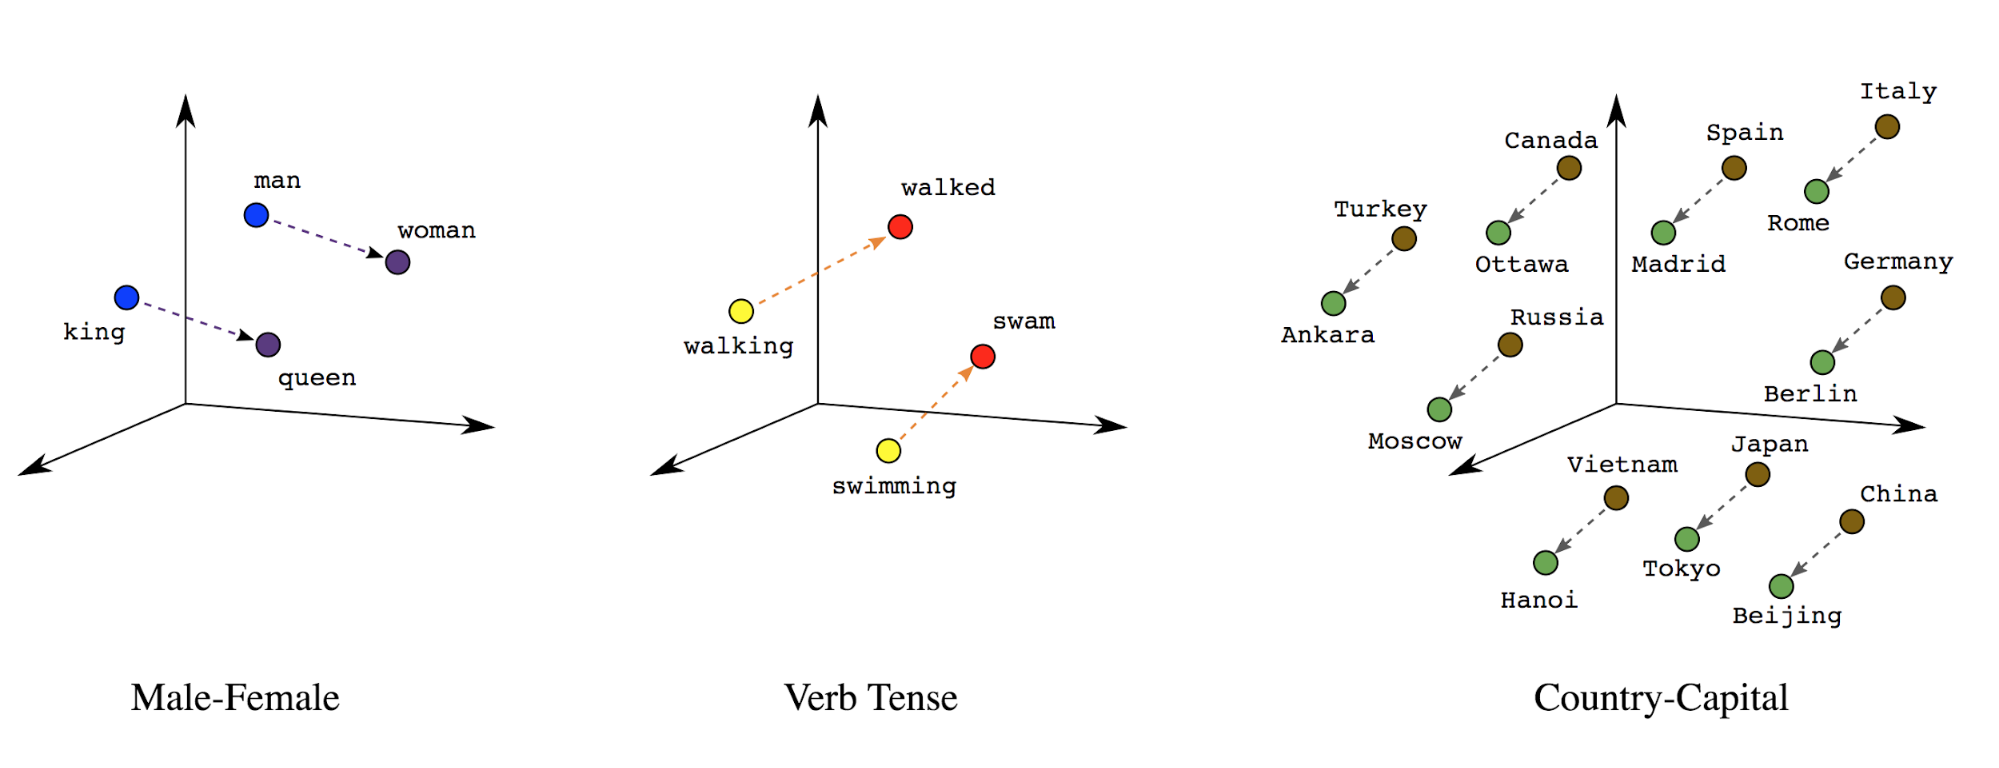 man
woman
king
queen
Male-Female
walked
walking
swam
swimming
Verb Tense
Italy
Spain
Canada
Turkey
Rome
Ottawa
Madrid
Germany
Russia
Ankara
Berlin
Moscow
Japan
Vietnam
China
Tokyo
Hanoi
Beijing
Country-Capital